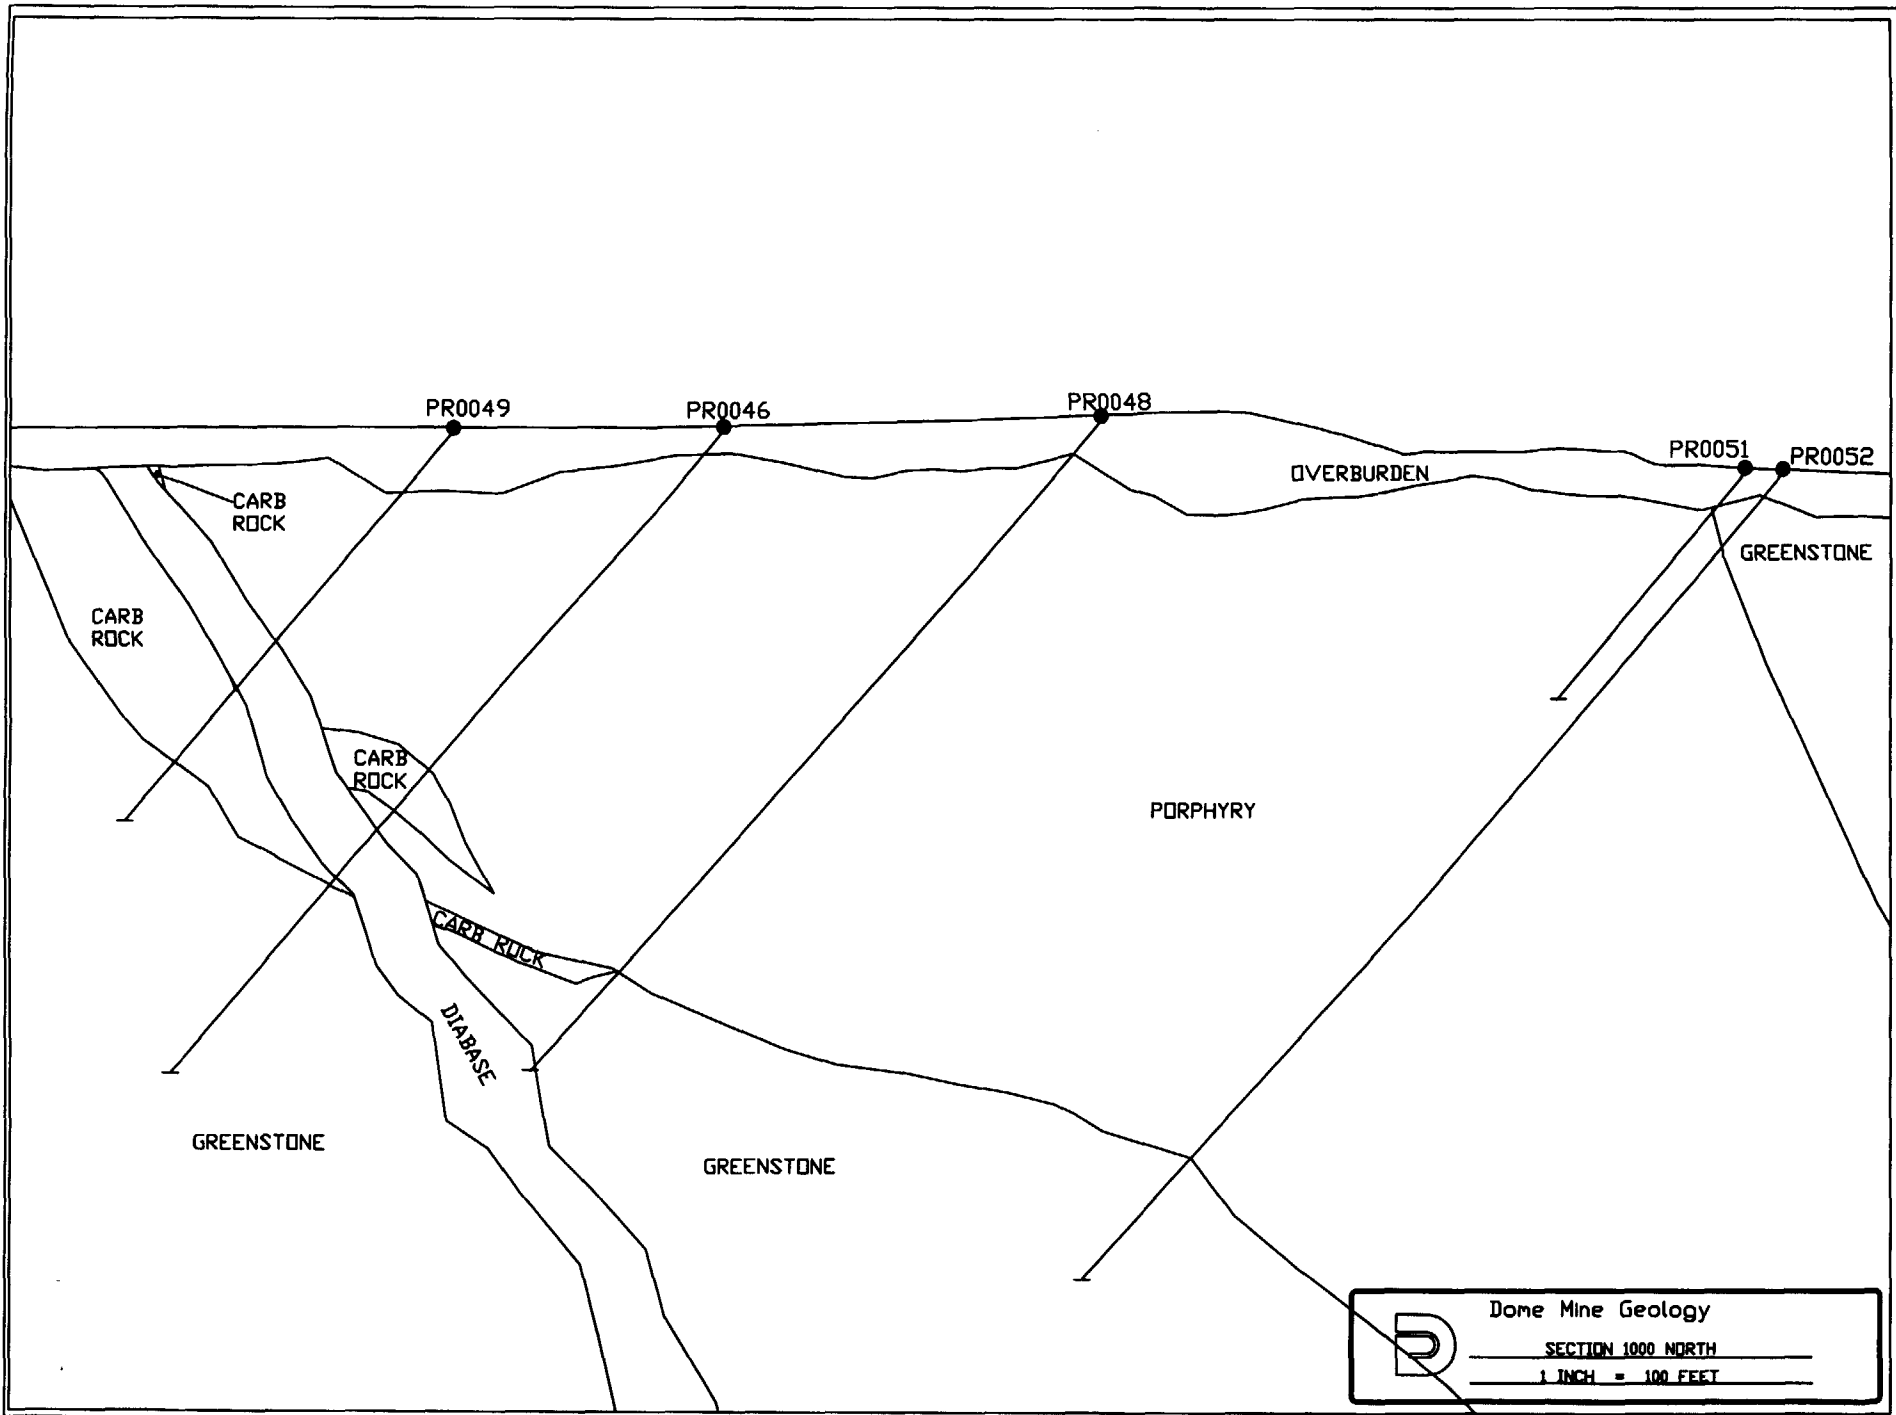 PR0049
PR0046
PR0048
PR0051
PR0052
OVERBURDEN
CARB
ROCK
GREENSTONE
CARB
ROCK
CARB
ROCK
PORPHYRY
CARB ROCK
DIABASE
GREENSTONE
GREENSTONE
Dome Mine Geology
SECTION 1000 NORTH
1 INCH = 100 FEET